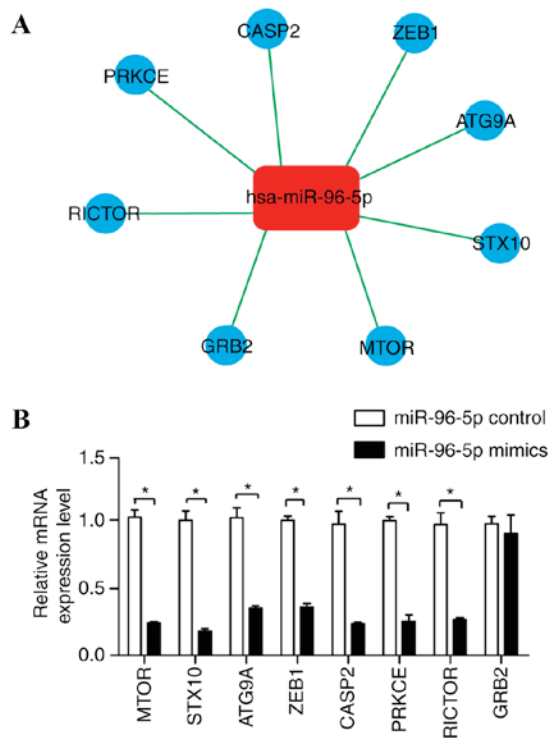 A
CASP2
ZEB1
PRKCE
ATG9A
hsa-miR-96-5p
RICTOR
STX10
GRB2
MTOR
B
miR-96-5p control
miR-96-5p mimics
Relative mRNA
expression level
1.5
1.0
0.5
0.0
* * * * * * *
MTOR
STX10
ATG9A
ZEB1
CASP2
PRKCE
RICTOR
GRB2